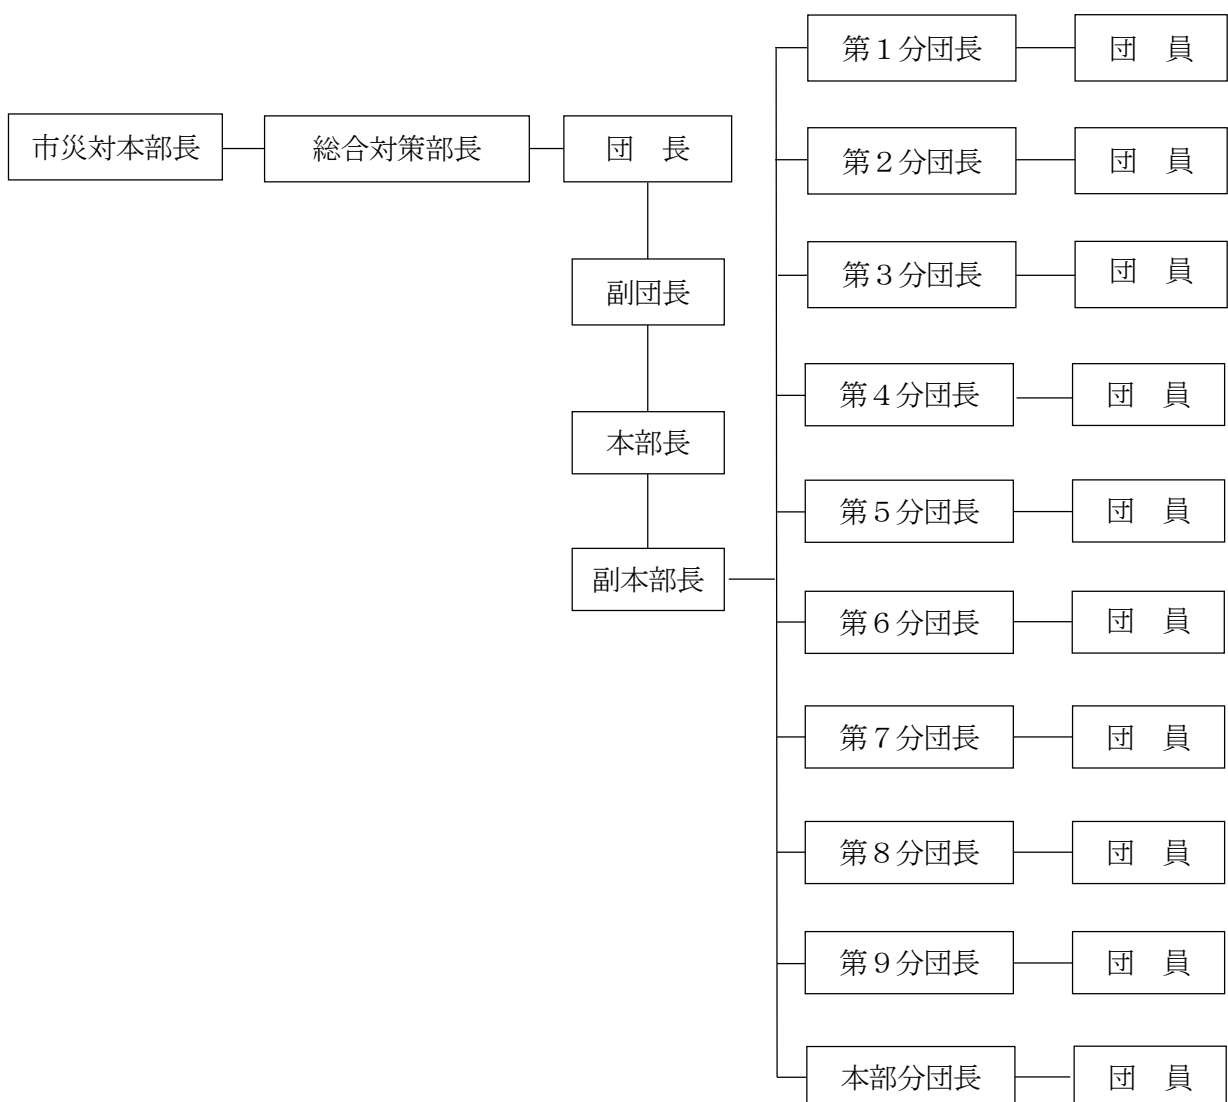 市災対本部長
総合対策部長
団　長
副団長
本部長
副本部長
第１分団長
団　員
第２分団長
団　員
第３分団長
団　員
第４分団長
団　員
第５分団長
団　員
第６分団長
団　員
第７分団長
団　員
第８分団長
団　員
第９分団長
団　員
本部分団長
団　員